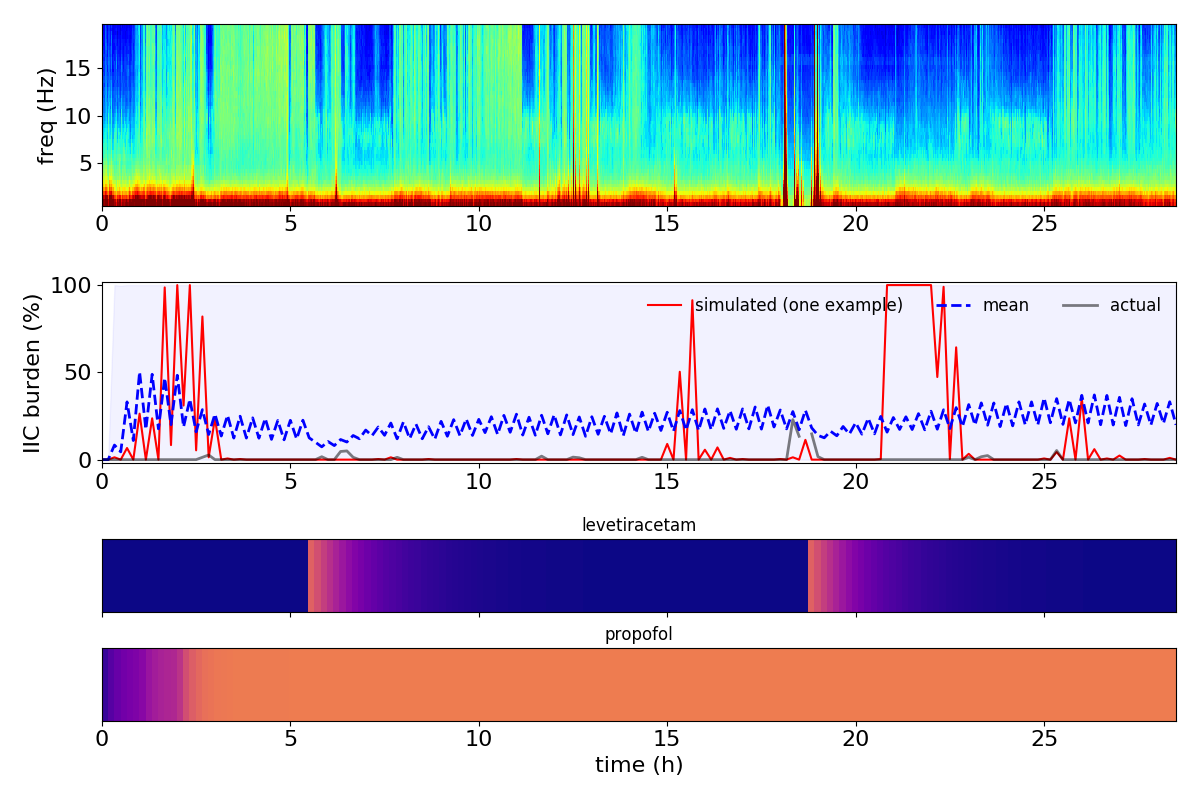 freq (Hz)
15
10
5
0 5 10 15 20 25
IIC burden (%)
100
50
0
simulated (one example) mean actual
0 5 10 15 20 25
levetiracetam
propofol
0 5 10 15 20 25
time (h)